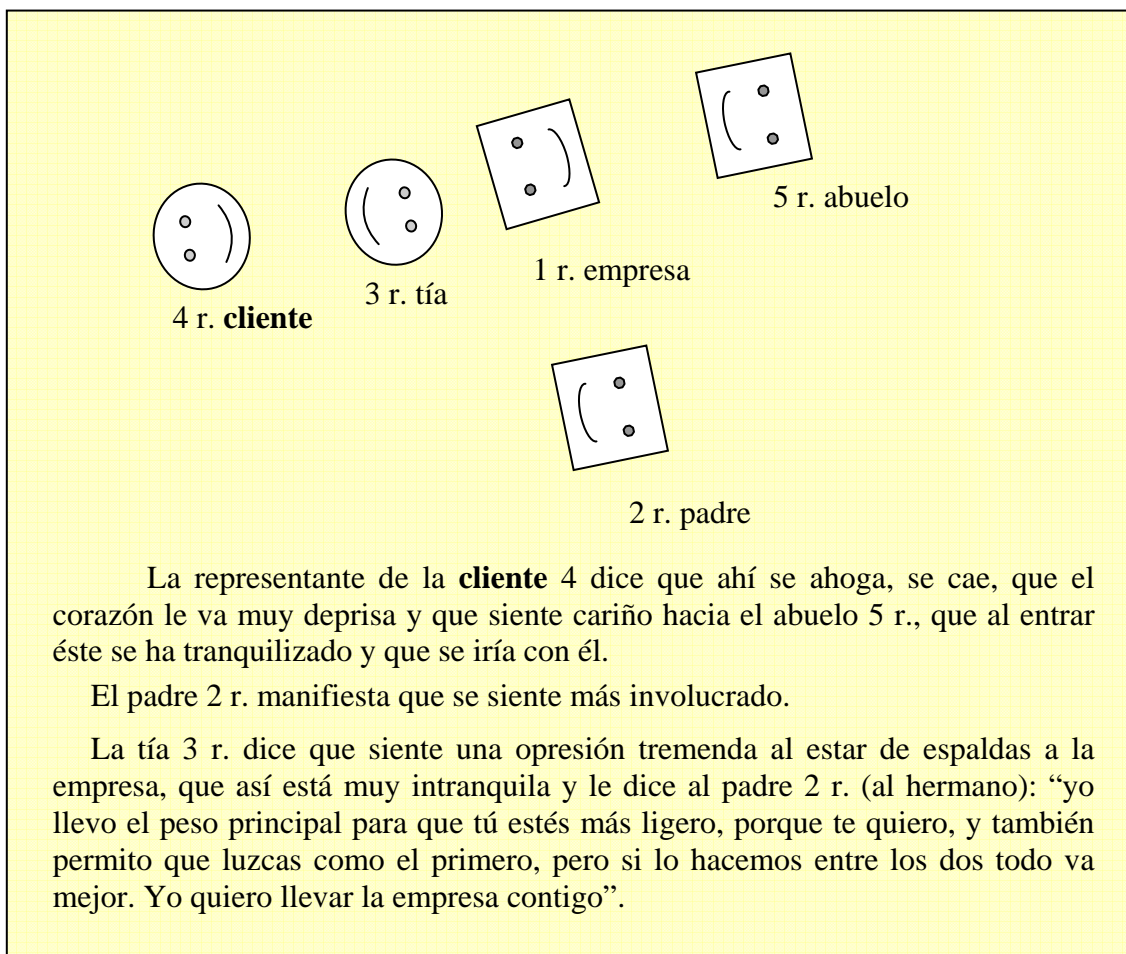 5 r. abuelo
1 r. empresa
3 r. tía
4 r. cliente
2 r. padre
La representante de la cliente 4 dice que ahí se ahoga, se cae, que el
corazón le va muy deprisa y que siente cariño hacia el abuelo 5 r., que al entrar
éste se ha tranquilizado y que se iría con él.
El padre 2 r. manifiesta que se siente más involucrado.
La tía 3 r. dice que siente una opresión tremenda al estar de espaldas a la
empresa, que así está muy intranquila y le dice al padre 2 r. (al hermano): “yo
llevo el peso principal para que tú estés más ligero, porque te quiero, y también
permito que luzcas como el primero, pero si lo hacemos entre los dos todo va
mejor. Yo quiero llevar la empresa contigo”.